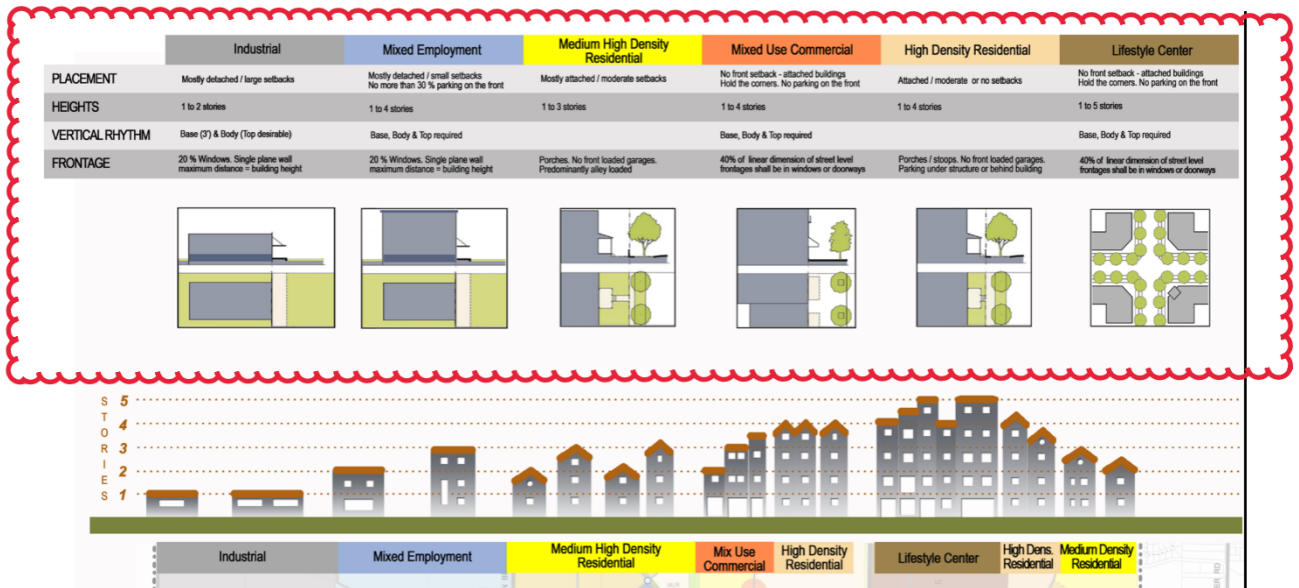 Industrial
Mixed Employment
Medium High Density
Residential
Mixed Use Commercial
High Density Residential
Lifestyle Center
PLACEMENT
Mostly detached / large setbacks
Mostly detached / small setbacks
No more than 30 % parking on the front
Mostly attached / moderate setbacks
No front setback - attached buildings
Hold the corners. No parking on the front
Attached / moderate or no setbacks
No front setback - attached buildings
Hold the corners. No parking on the front
HEIGHTS
1 to 2 stories
1 to 4 stories
1 to 3 stories
1 to 4 stories
1 to 4 stories
1 to 5 stories
VERTICAL RHYTHM
Base (3') & Body (Top desirable)
Base, Body & Top required
Base, Body & Top required
Base, Body & Top required
FRONTAGE
20 % Windows. Single plane wall
maximum distance = building height
20 % Windows. Single plane wall
maximum distance = building height
Porches. No front loaded garages.
Predominantly alley loaded
40% of linear dimension of street level
frontages shall be in windows or doorways
Porches / stoops. No front loaded garages.
Parking under structure or behind building
40% of linear dimension of street level
frontages shall be in windows or doorways
STORIES
5
4
3
2
1
Industrial
Mixed Employment
Medium High Density
Residential
Mix Use
Commercial
High Density
Residential
Lifestyle Center
High Dens.
Residential
Medium Density
Residential